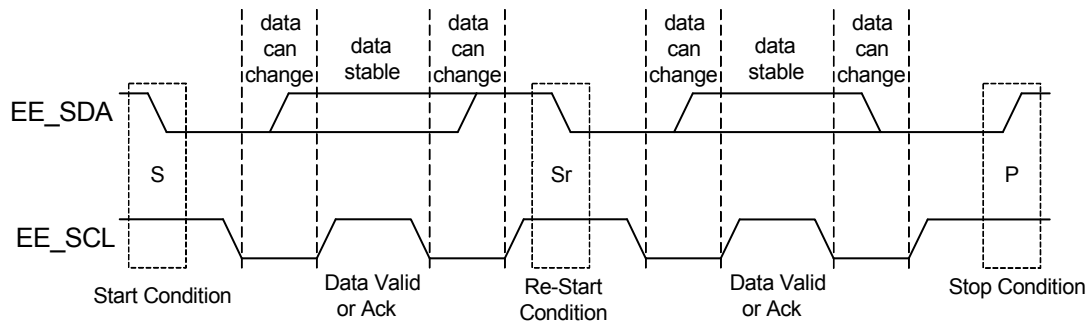 data
can
change
data
stable
data
can
change
data
can
change
data
stable
data
can
change
EE_SDA
S
Sr
P
EE_SCL
Start Condition
Data Valid
or Ack
Re-Start
Condition
Data Valid
or Ack
Stop Condition